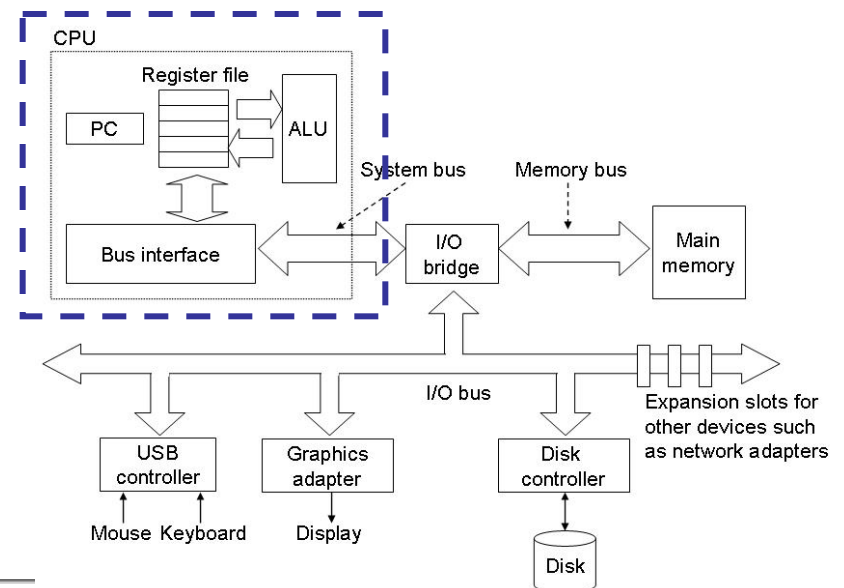 CPU
Register file
PC
ALU
System bus
Memory bus
Bus interface
I/O
bridge
Main
memory
I/O bus
Expansion slots for
other devices such
as network adapters
USB
controller
Graphics
adapter
Disk
controller
Mouse Keyboard
Display
Disk